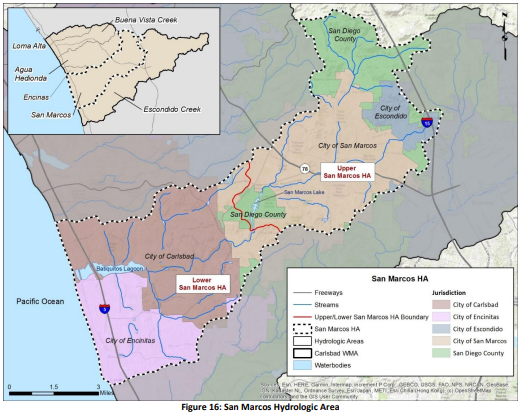 Buena Vista Creek
Loma Alta
Agua
Hedionda
Encinas
San Marcos
Escondido Creek
San Diego
County
City of
Escondido
15
City of San Marcos
78
Upper
San Marcos HA
San Marcos Lake
San Diego
County
City of Carlsbad
Batiquitos Lagoon
Lower
San Marcos HA
Pacific Ocean
5
City of Encinitas
San Marcos HA
Freeways
Streams
Upper/Lower San Marcos HA Boundary
San Marcos HA
Hydrologic Areas
Carlsbad WMA
Waterbodies
Jurisdiction
City of Carlsbad
City of Encinitas
City of Escondido
City of San Marcos
San Diego County
0 3
Miles
Esri, HERE, Garmin, Intermap, increment P Corp., GEBCO, USGS, FAO, NPS, NRCAN, GeoBase,
IGN, Kadaster NL, Ordnance Survey, Esri Japan, METI, Esri China (Hong Kong), (c) OpenStreetMap
contributors, and the GIS User Community
Figure 16: San Marcos Hydrologic Area